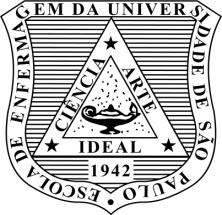 ESCOLA DE ENFERMAGEM DA UNIVERSIDADE DE SÃO PAULO
CIÊNCIA
ARTE
IDEAL
1942